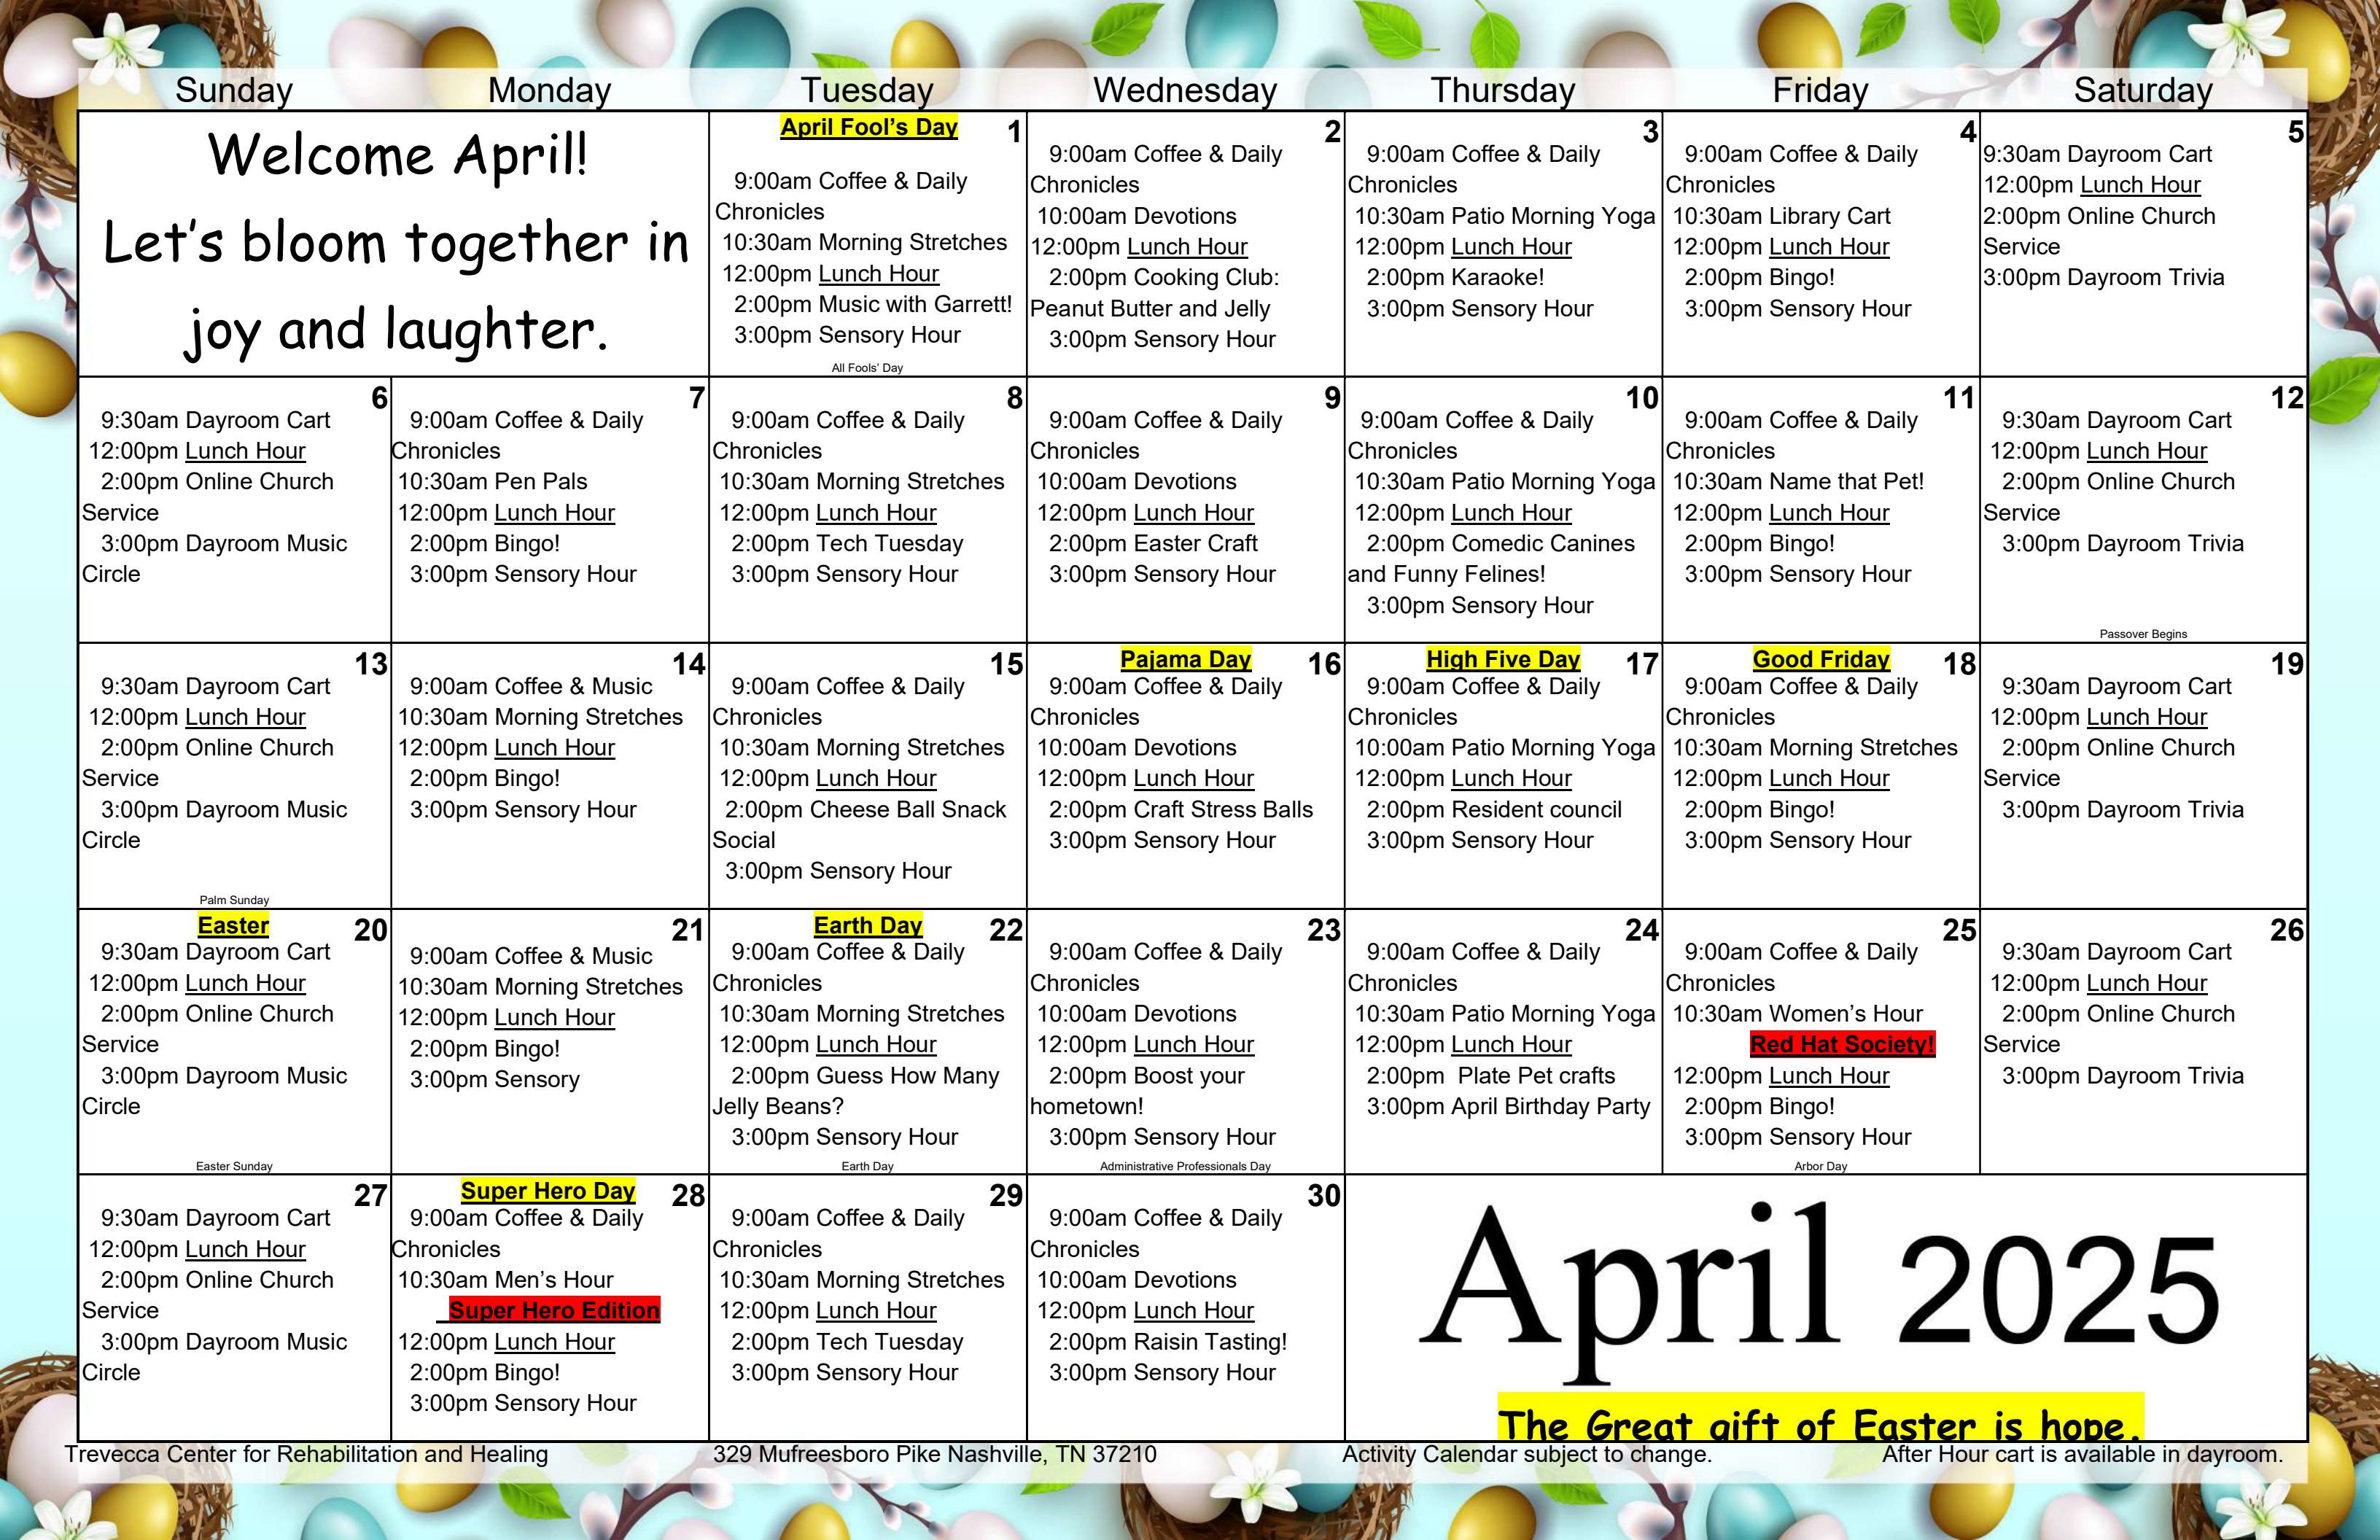 Sunday Monday Tuesday Wednesday Thursday Friday Saturday
Welcome April!
Let's bloom together in
joy and laughter.
April Fool's Day 1
9:00am Coffee & Daily
Chronicles
10:30am Morning Stretches
12:00pm Lunch Hour
2:00pm Music with Garrett!
3:00pm Sensory Hour
All Fools' Day
2
9:00am Coffee & Daily
Chronicles
10:00am Devotions
12:00pm Lunch Hour
2:00pm Cooking Club:
Peanut Butter and Jelly
3:00pm Sensory Hour
3
9:00am Coffee & Daily
Chronicles
10:30am Patio Morning Yoga
12:00pm Lunch Hour
2:00pm Karaoke!
3:00pm Sensory Hour
4
9:00am Coffee & Daily
Chronicles
10:30am Library Cart
12:00pm Lunch Hour
2:00pm Bingo!
3:00pm Sensory Hour
5
9:30am Dayroom Cart
12:00pm Lunch Hour
2:00pm Online Church
Service
3:00pm Dayroom Trivia
6
9:30am Dayroom Cart
12:00pm Lunch Hour
2:00pm Online Church
Service
3:00pm Dayroom Music
Circle
7
9:00am Coffee & Daily
Chronicles
10:30am Pen Pals
12:00pm Lunch Hour
2:00pm Bingo!
3:00pm Sensory Hour
8
9:00am Coffee & Daily
Chronicles
10:30am Morning Stretches
12:00pm Lunch Hour
2:00pm Tech Tuesday
3:00pm Sensory Hour
9
9:00am Coffee & Daily
Chronicles
10:00am Devotions
12:00pm Lunch Hour
2:00pm Easter Craft
3:00pm Sensory Hour
10
9:00am Coffee & Daily
Chronicles
10:30am Patio Morning Yoga
12:00pm Lunch Hour
2:00pm Comedic Canines
and Funny Felines!
3:00pm Sensory Hour
11
9:00am Coffee & Daily
Chronicles
10:30am Name that Pet!
12:00pm Lunch Hour
2:00pm Bingo!
3:00pm Sensory Hour
12
9:30am Dayroom Cart
12:00pm Lunch Hour
2:00pm Online Church
Service
3:00pm Dayroom Trivia
Passover Begins
13
9:30am Dayroom Cart
12:00pm Lunch Hour
2:00pm Online Church
Service
3:00pm Dayroom Music
Circle
Palm Sunday
14
9:00am Coffee & Music
10:30am Morning Stretches
12:00pm Lunch Hour
2:00pm Bingo!
3:00pm Sensory Hour
15
9:00am Coffee & Daily
Chronicles
10:30am Morning Stretches
12:00pm Lunch Hour
2:00pm Cheese Ball Snack
Social
3:00pm Sensory Hour
Pajama Day 16
9:00am Coffee & Daily
Chronicles
10:00am Devotions
12:00pm Lunch Hour
2:00pm Craft Stress Balls
3:00pm Sensory Hour
High Five Day 17
9:00am Coffee & Daily
Chronicles
10:00am Patio Morning Yoga
12:00pm Lunch Hour
2:00pm Resident council
3:00pm Sensory Hour
Good Friday 18
9:00am Coffee & Daily
Chronicles
10:30am Morning Stretches
12:00pm Lunch Hour
2:00pm Bingo!
3:00pm Sensory Hour
19
9:30am Dayroom Cart
12:00pm Lunch Hour
2:00pm Online Church
Service
3:00pm Dayroom Trivia
Easter 20
9:30am Dayroom Cart
12:00pm Lunch Hour
2:00pm Online Church
Service
3:00pm Dayroom Music
Circle
Easter Sunday
21
9:00am Coffee & Music
10:30am Morning Stretches
12:00pm Lunch Hour
2:00pm Bingo!
3:00pm Sensory
Earth Day 22
9:00am Coffee & Daily
Chronicles
10:30am Morning Stretches
12:00pm Lunch Hour
2:00pm Guess How Many
Jelly Beans?
3:00pm Sensory Hour
Earth Day
23
9:00am Coffee & Daily
Chronicles
10:00am Devotions
12:00pm Lunch Hour
2:00pm Boost your
hometown!
3:00pm Sensory Hour
Administrative Professionals Day
24
9:00am Coffee & Daily
Chronicles
10:30am Patio Morning Yoga
12:00pm Lunch Hour
2:00pm Plate Pet crafts
3:00pm April Birthday Party
25
9:00am Coffee & Daily
Chronicles
10:30am Women's Hour
Red Hat Society!
12:00pm Lunch Hour
2:00pm Bingo!
3:00pm Sensory Hour
Arbor Day
26
9:30am Dayroom Cart
12:00pm Lunch Hour
2:00pm Online Church
Service
3:00pm Dayroom Trivia
27
9:30am Dayroom Cart
12:00pm Lunch Hour
2:00pm Online Church
Service
3:00pm Dayroom Music
Circle
Super Hero Day 28
9:00am Coffee & Daily
Chronicles
10:30am Men's Hour
Super Hero Edition
12:00pm Lunch Hour
2:00pm Bingo!
3:00pm Sensory Hour
29
9:00am Coffee & Daily
Chronicles
10:30am Morning Stretches
12:00pm Lunch Hour
2:00pm Tech Tuesday
3:00pm Sensory Hour
30
9:00am Coffee & Daily
Chronicles
10:00am Devotions
12:00pm Lunch Hour
2:00pm Raisin Tasting!
3:00pm Sensory Hour
April 2025
The Great gift of Easter is hope.
Trevecca Center for Rehabilitation and Healing 329 Mufreesboro Pike Nashville, TN 37210 Activity Calendar subject to change. After Hour cart is available in dayroom.